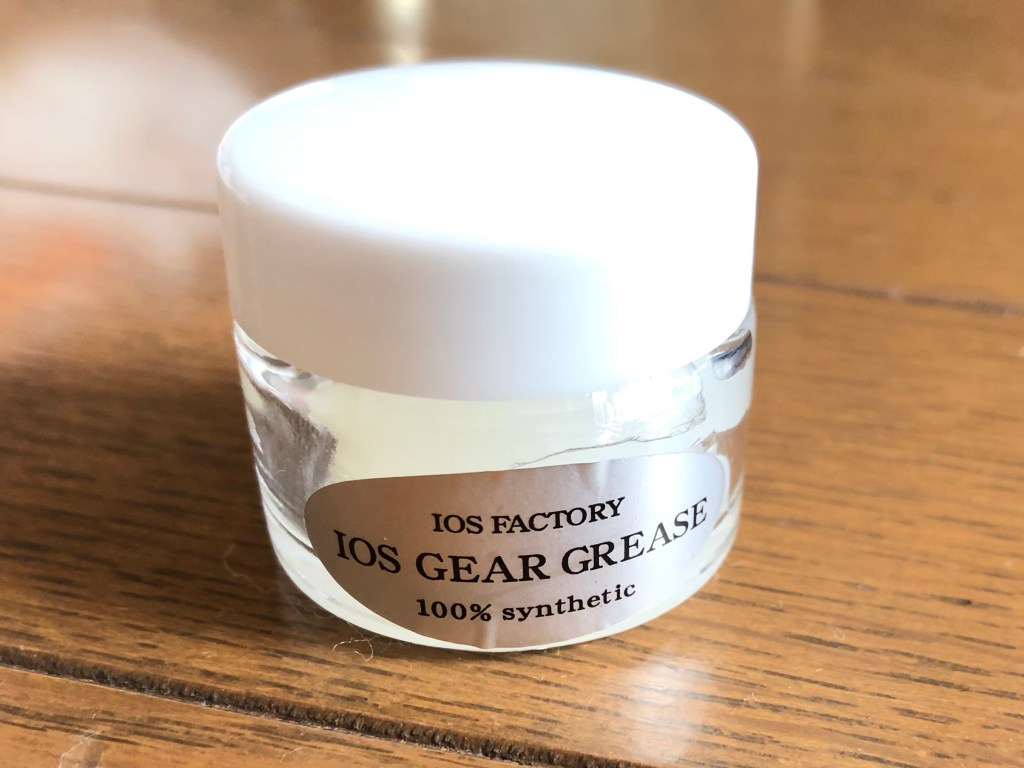 IOS FACTORY
IOS GEAR GREASE
100% synthetic